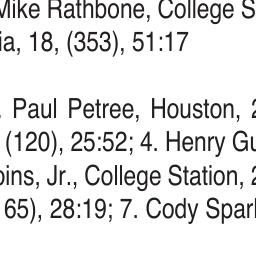 Mike Rathbone, College S
ia, 18, (353), 51:17
. Paul Petree, Houston, 2
(120), 25:52; 4. Henry Gu
bins, Jr., College Station, 2
65), 28:19; 7. Cody Spar